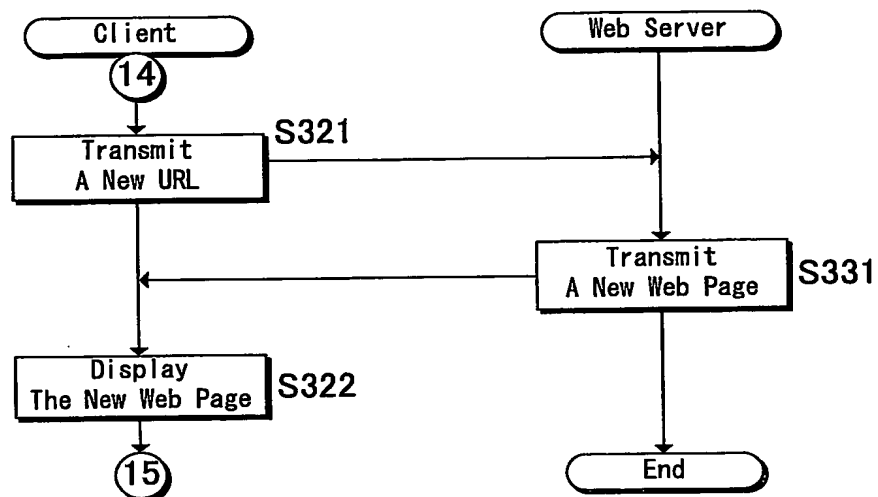 Client
Web Server
14
Transmit
A New URL
S321
Transmit
A New Web Page
S331
Display
The New Web Page
S322
15
End